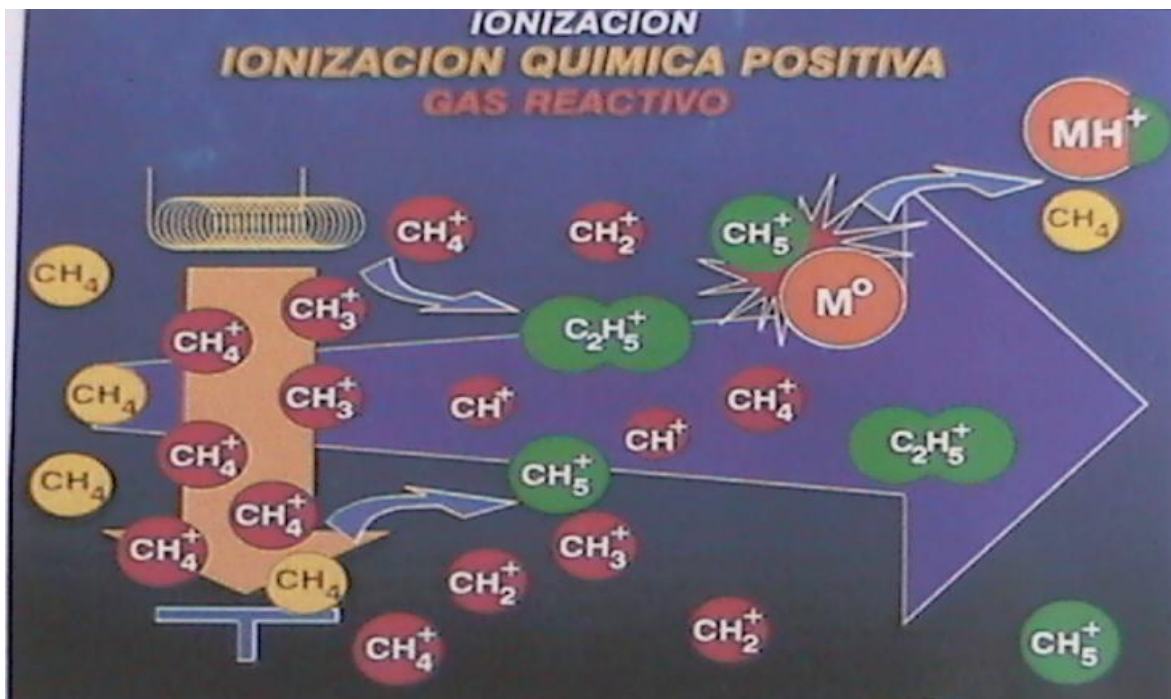 IONIZACION
IONIZACION QUIMICA POSITIVA
GAS REACTIVO
MH⁺
CH₄⁺
CH₂⁺
CH₅⁺
CH₄
CH₄
CH₃⁺
M°
CH₄⁺
C₂H₅⁺
CH₄
CH₃⁺
CH⁺
CH₄⁺
CH⁺
CH₄⁺
C₂H₅⁺
CH₄
CH₅⁺
CH₄⁺
CH₄⁺
CH₃⁺
CH₄
CH₂⁺
CH₄⁺
CH₂⁺
CH₅⁺